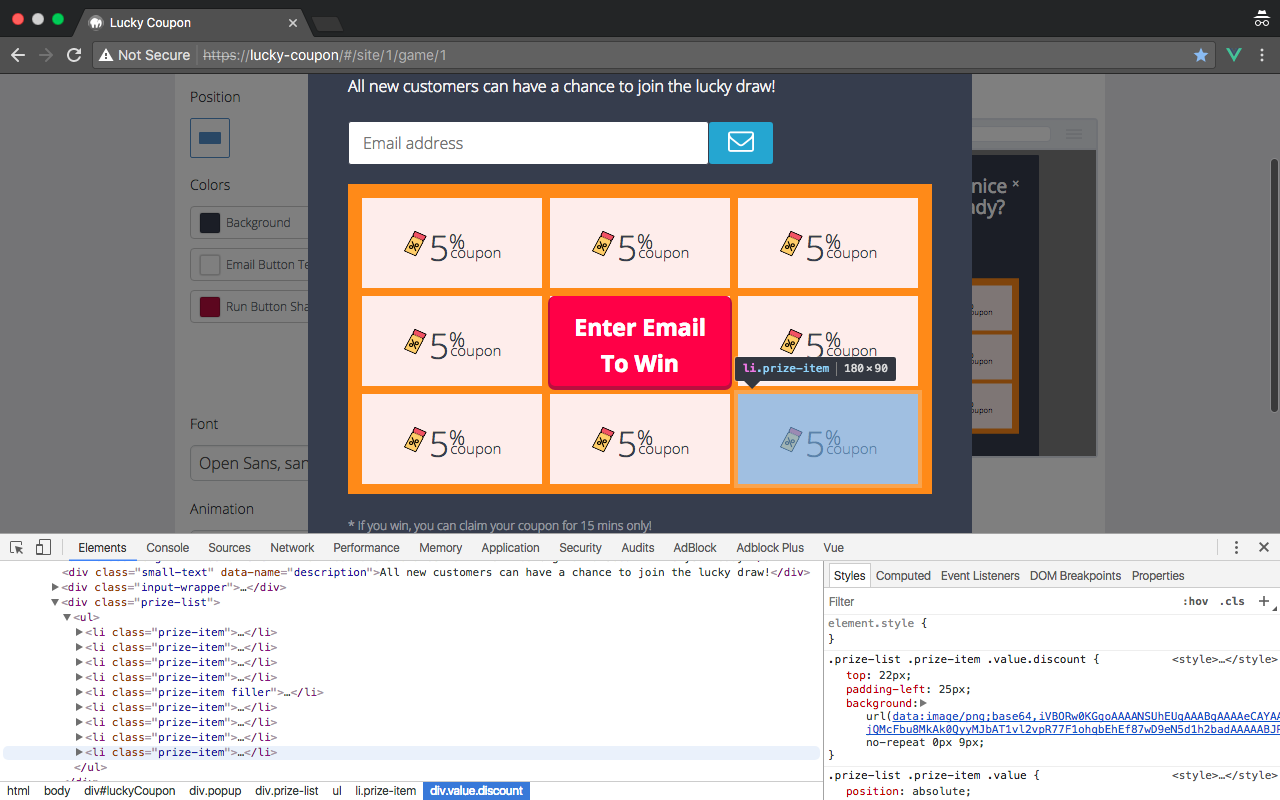 Lucky Coupon
Not Secure https://lucky-coupon/#/site/1/game/1
Position
Colors
Background
Email Button Te
Run Button Sha
Font
Open Sans, san
Animation
All new customers can have a chance to join the lucky draw!
Email address
5% coupon
5% coupon
5% coupon
5% coupon
Enter Email
To Win
5% coupon
li.prize-item 180×90
5% coupon
5% coupon
5% coupon
* If you win, you can claim your coupon for 15 mins only!
nice ×
dy?
oupon
oupon
oupon
Elements Console Sources Network Performance Memory Application Security Audits AdBlock Adblock Plus Vue
<div class="small-text" data-name="description">All new customers can have a chance to join the lucky draw!</div>
<div class="input-wrapper">…</div>
<div class="prize-list">
<ul>
<li class="prize-item">…</li>
<li class="prize-item">…</li>
<li class="prize-item">…</li>
<li class="prize-item">…</li>
<li class="prize-item filler">…</li>
<li class="prize-item">…</li>
<li class="prize-item">…</li>
<li class="prize-item">…</li>
<li class="prize-item">…</li>
</ul>
html body div#luckyCoupon div.popup div.prize-list ul li.prize-item div.value.discount
Styles Computed Event Listeners DOM Breakpoints Properties
Filter :hov .cls +
element.style {
}
.prize-list .prize-item .value.discount { <style>…</style>
top: 22px;
padding-left: 25px;
background:
url(data:image/png;base64,
no-repeat 0px 9px;
}
.prize-list .prize-item .value { <style>…</style>
position: absolute;